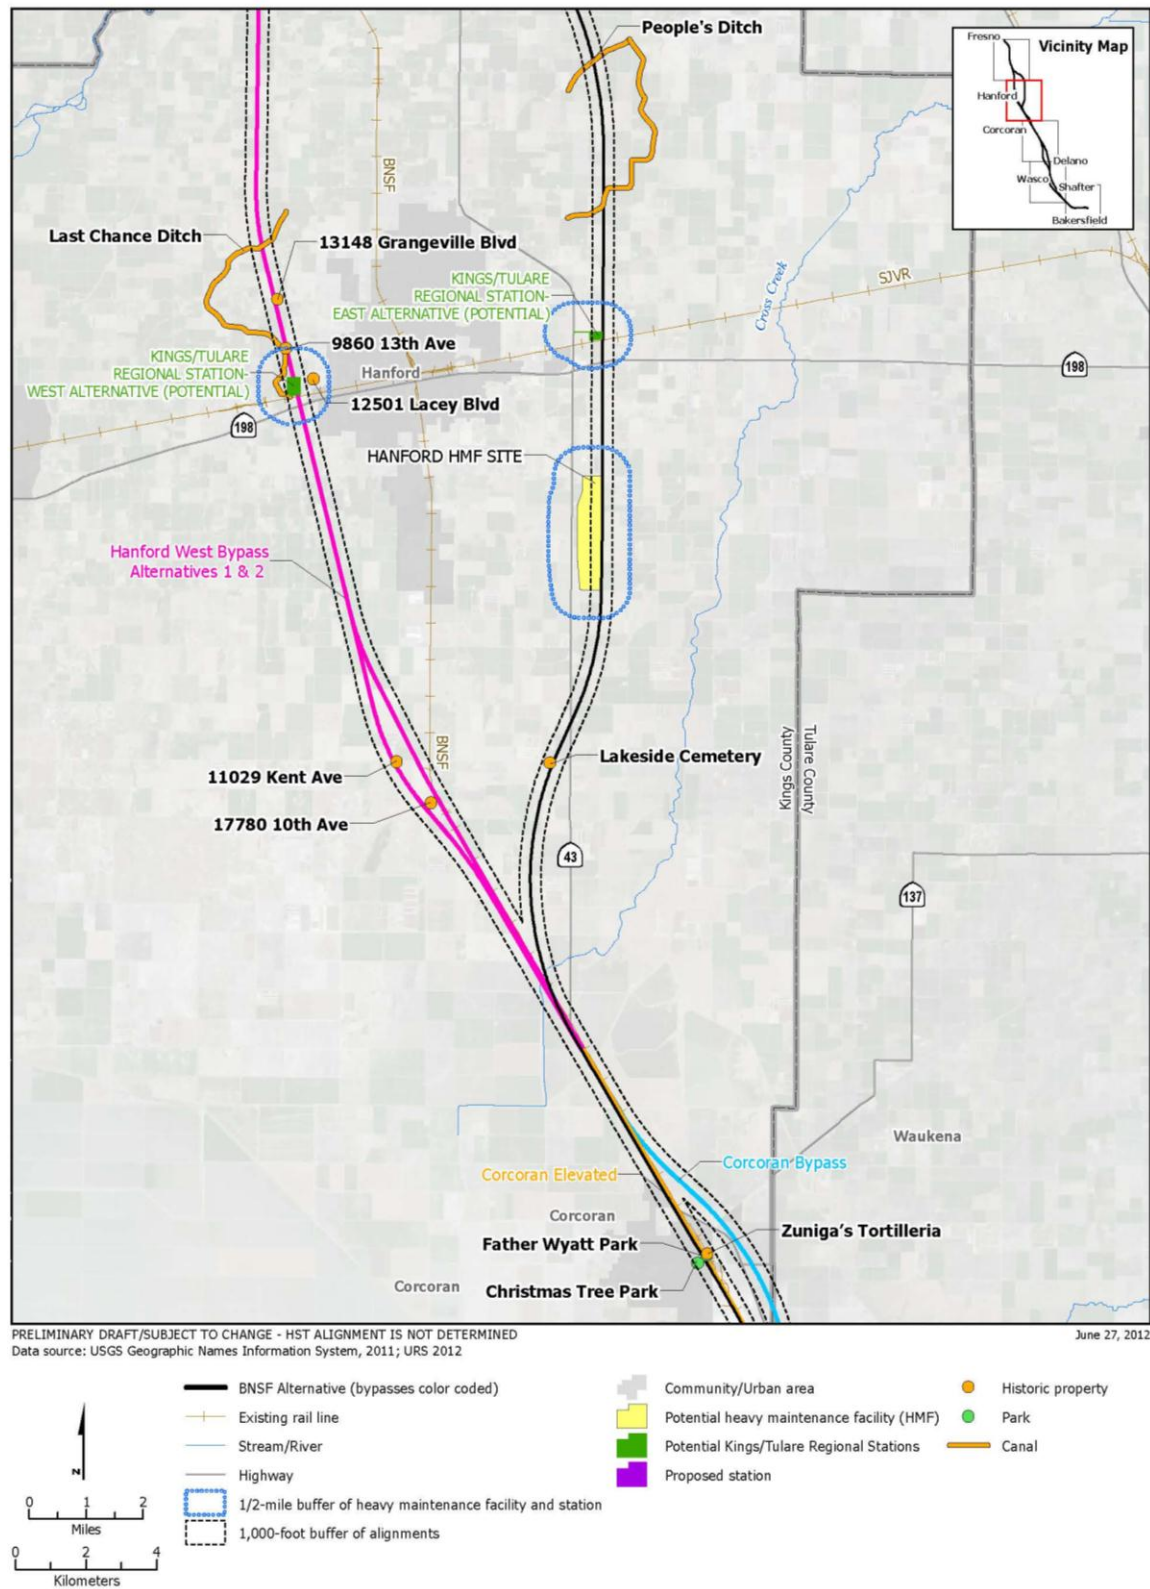 People's Ditch
Vicinity Map
Fresno
Hanford
Corcoran
Delano
Wasco
Shafter
Bakersfield
BNSF
Last Chance Ditch
13148 Grangeville Blvd
KINGS/TULARE
REGIONAL STATION-
EAST ALTERNATIVE (POTENTIAL)
SJVR
Cross Creek
9860 13th Ave
KINGS/TULARE
REGIONAL STATION-
WEST ALTERNATIVE (POTENTIAL)
Hanford
198
12501 Lacey Blvd
198
HANFORD HMF SITE
Hanford West Bypass
Alternatives 1 & 2
Kings County
Tulare County
BNSF
Lakeside Cemetery
11029 Kent Ave
17780 10th Ave
43
137
Waukena
Corcoran Bypass
Corcoran Elevated
Corcoran
Zuniga's Tortilleria
Father Wyatt Park
Corcoran
Christmas Tree Park
PRELIMINARY DRAFT/SUBJECT TO CHANGE - HST ALIGNMENT IS NOT DETERMINED
June 27, 2012
Data source: USGS Geographic Names Information System, 2011; URS 2012
BNSF Alternative (bypasses color coded)
Existing rail line
Stream/River
Highway
1/2-mile buffer of heavy maintenance facility and station
1,000-foot buffer of alignments
Community/Urban area
Potential heavy maintenance facility (HMF)
Potential Kings/Tulare Regional Stations
Proposed station
Historic property
Park
Canal
N
0 1 2
Miles
0 2 4
Kilometers